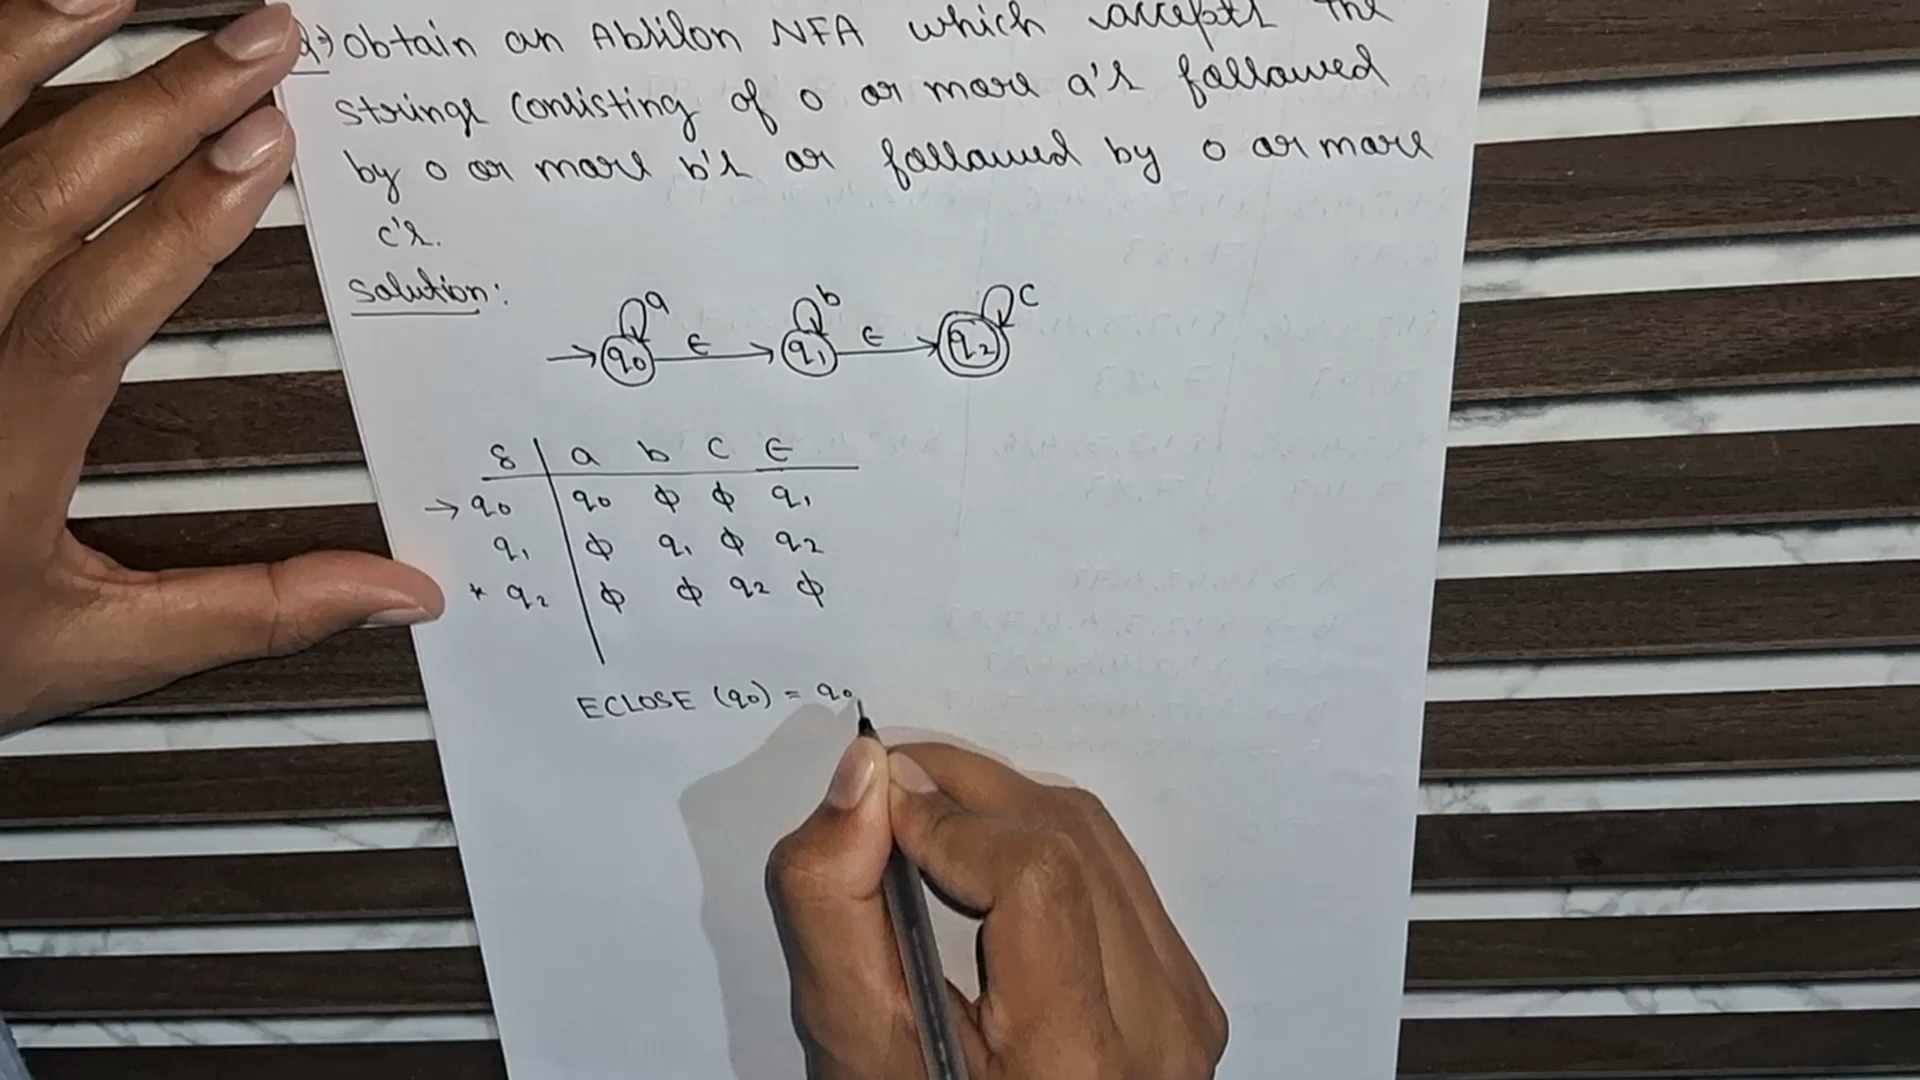 Q) Obtain an Absilon NFA which accepts the
strings consisting of 0 or more a's followed
by 0 or more b's or followed by 0 or more
c's.
Solution:
a b c
→ q0 ϵ q1 ϵ q2
δ a b c ϵ
→ q0 q0 ϕ ϕ q1
q1 ϕ q1 ϕ q2
* q2 ϕ ϕ q2 ϕ
ECLOSE (q0) = q0,